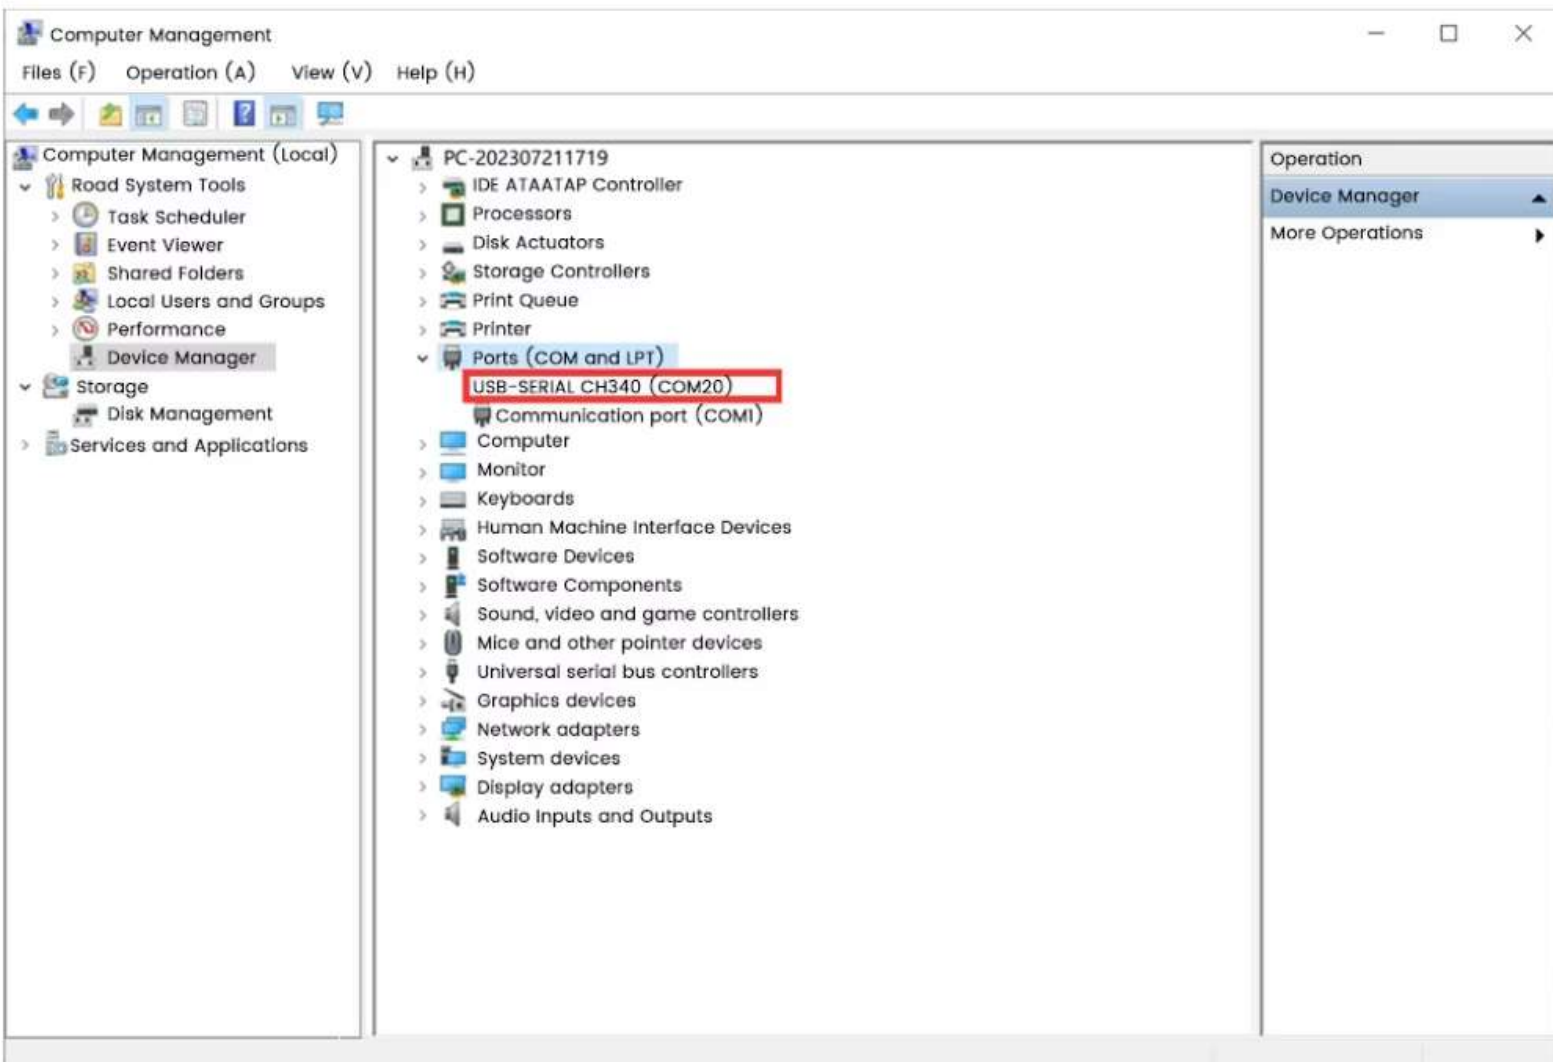 Computer Management
Files (F) Operation (A) View (V) Help (H)
Computer Management (Local)
Road System Tools
Task Scheduler
Event Viewer
Shared Folders
Local Users and Groups
Performance
Device Manager
Storage
Disk Management
Services and Applications
PC-202307211719
IDE ATAATAP Controller
Processors
Disk Actuators
Storage Controllers
Print Queue
Printer
Ports (COM and LPT)
USB-SERIAL CH340 (COM20)
Communication port (COM1)
Computer
Monitor
Keyboards
Human Machine Interface Devices
Software Devices
Software Components
Sound, video and game controllers
Mice and other pointer devices
Universal serial bus controllers
Graphics devices
Network adapters
System devices
Display adapters
Audio Inputs and Outputs
Operation
Device Manager
More Operations